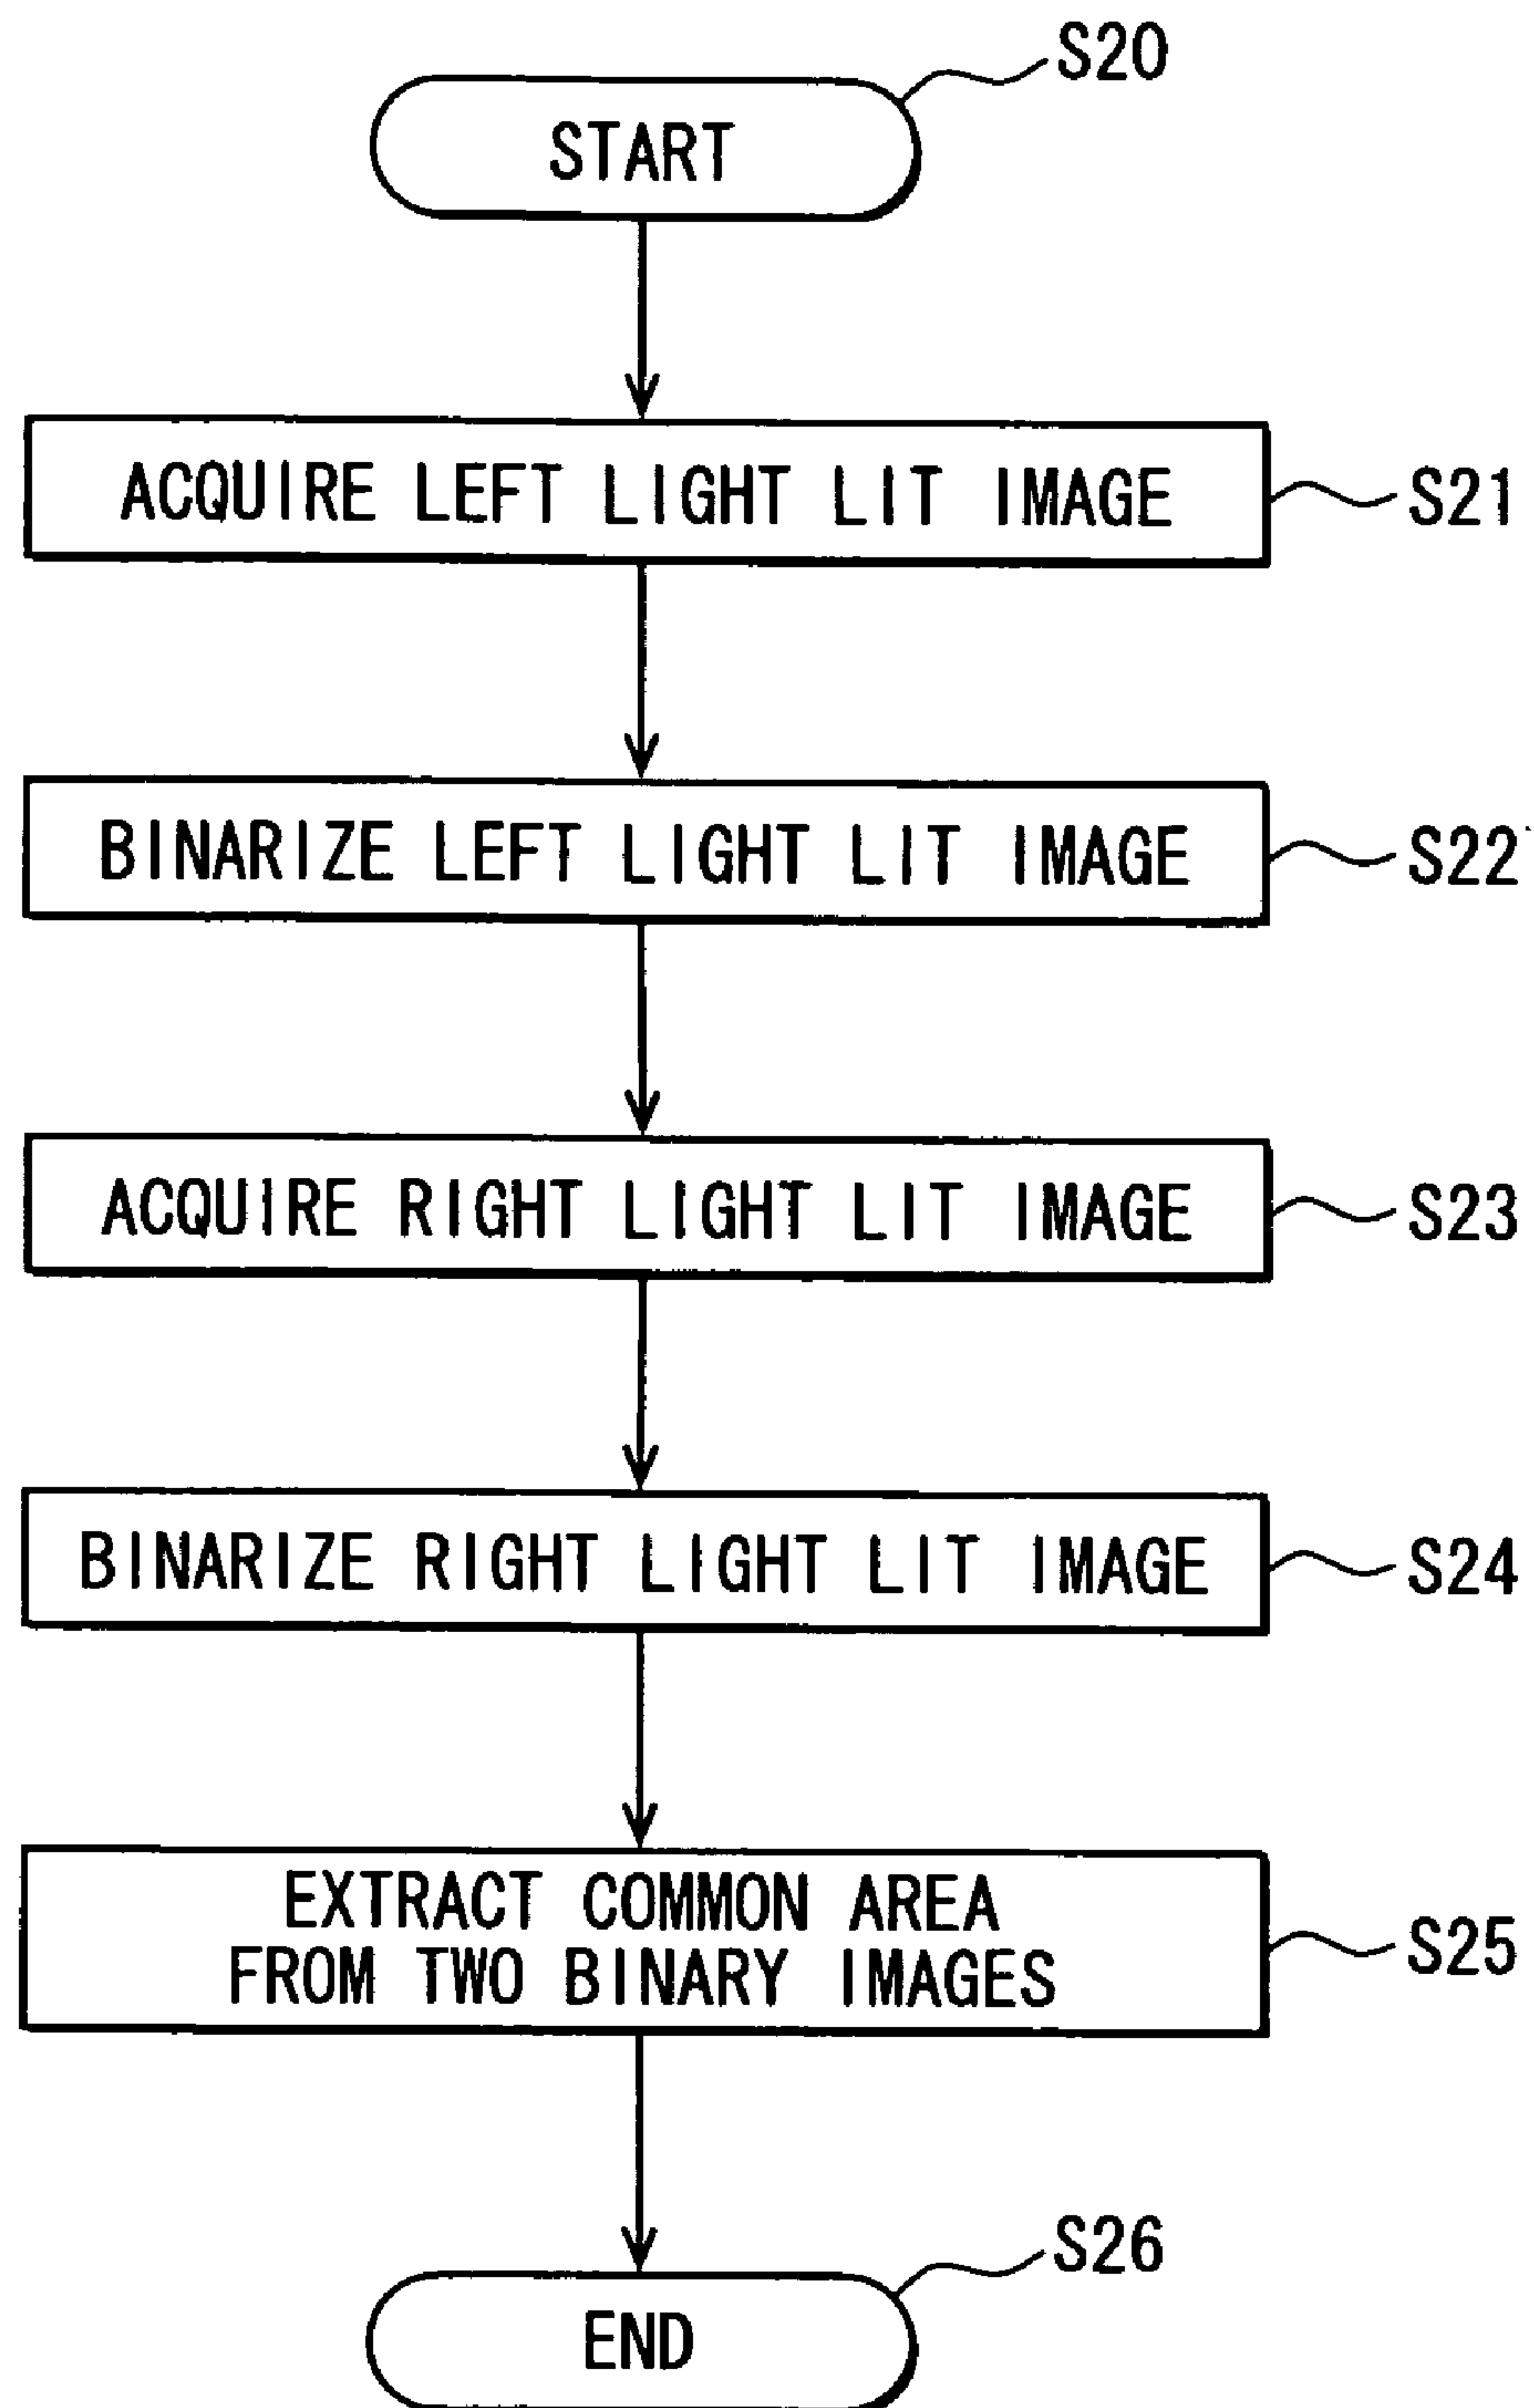 S20
START
ACQUIRE LEFT LIGHT LIT IMAGE
S21
BINARIZE LEFT LIGHT LIT IMAGE
S22
ACQUIRE RIGHT LIGHT LIT IMAGE
S23
BINARIZE RIGHT LIGHT LIT IMAGE
S24
EXTRACT COMMON AREA
FROM TWO BINARY IMAGES
S25
S26
END